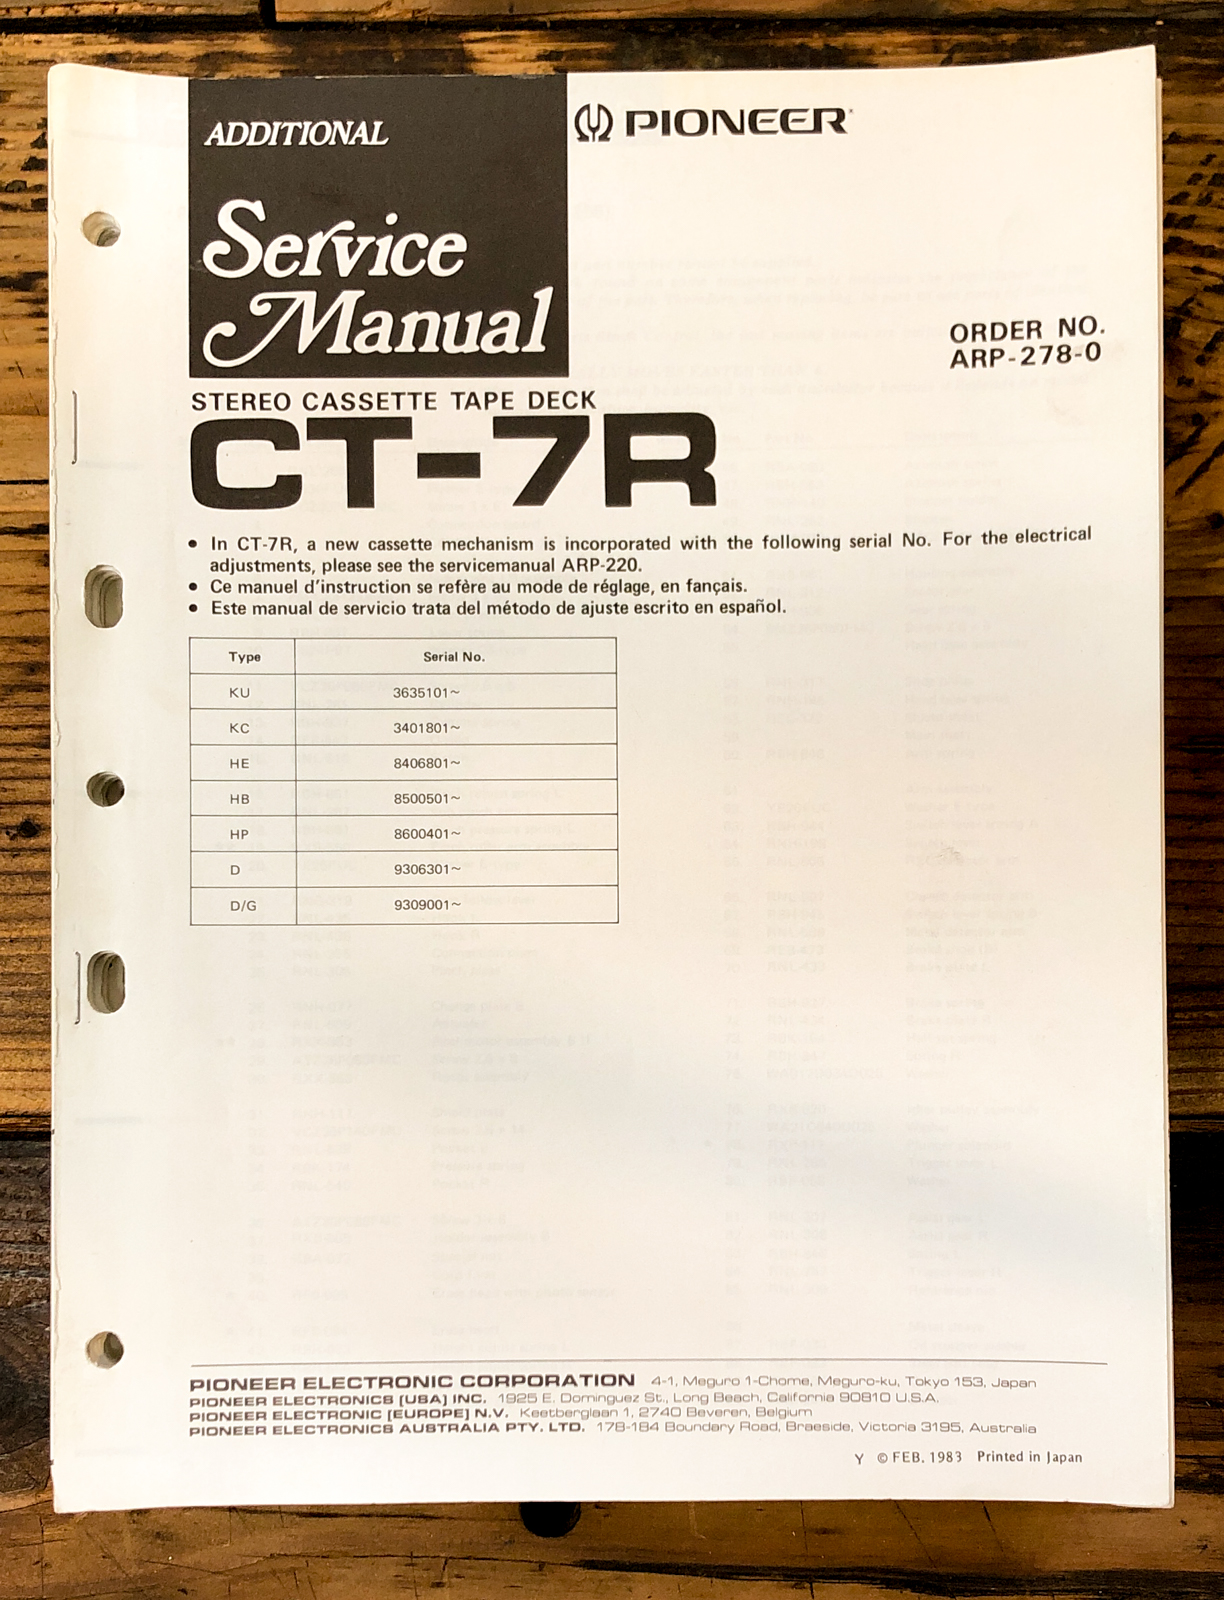 ADDITIONAL
Service
Manual
PIONEER
ORDER NO.
ARP-278-0
STEREO CASSETTE TAPE DECK
CT-7R
• In CT-7R, a new cassette mechanism is incorporated with the following serial No. For the electrical
adjustments, please see the servicemanual ARP-220.
• Ce manuel d'instruction se refère au mode de réglage, en fançais.
• Este manual de servicio trata del método de ajuste escrito en español.
Type Serial No.
KU 3635101~
KC 3401801~
HE 8406801~
HB 8500501~
HP 8600401~
D 9306301~
D/G 9309001~
PIONEER ELECTRONIC CORPORATION 4-1, Meguro 1-Chome, Meguro-ku, Tokyo 153, Japan
PIONEER ELECTRONICS [USA] INC. 1925 E. Dominguez St., Long Beach, California 90810 U.S.A.
PIONEER ELECTRONIC [EUROPE] N.V. Keetberglaan 1, 2740 Beveren, Belgium
PIONEER ELECTRONICS AUSTRALIA PTY. LTD. 178-184 Boundary Road, Braeside, Victoria 3195, Australia
Y © FEB. 1983 Printed in Japan